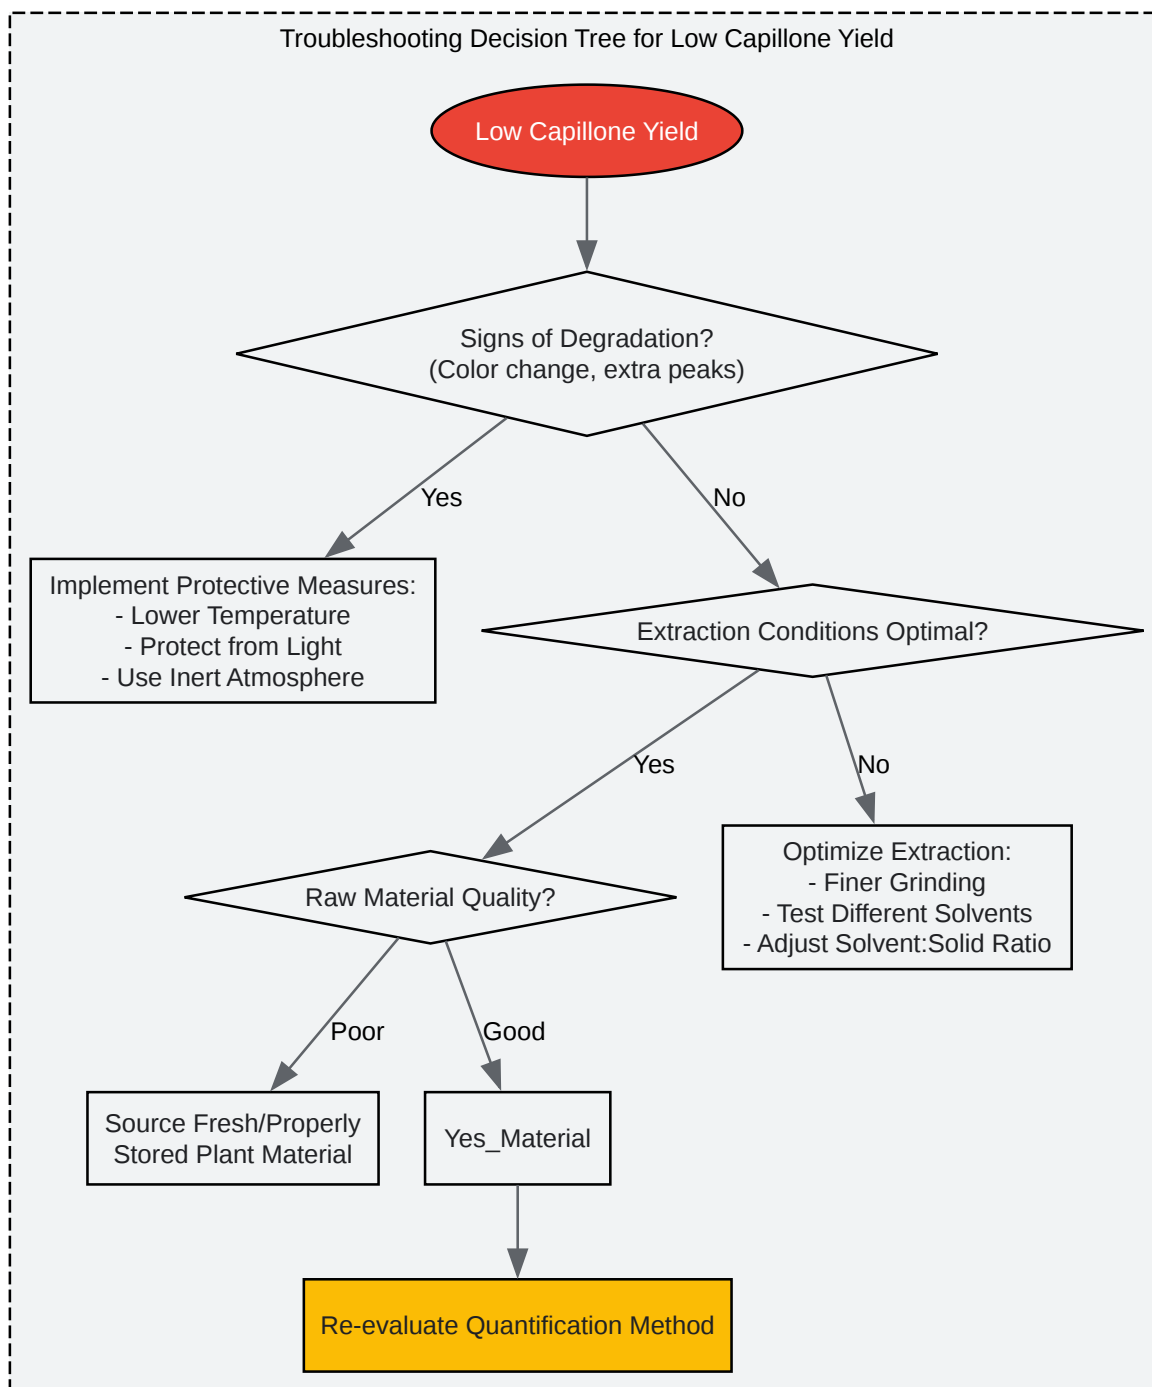 Troubleshooting Decision Tree for Low Capillone Yield
Low Capillone Yield
Signs of Degradation?
(Color change, extra peaks)
Yes
No
Implement Protective Measures:
- Lower Temperature
- Protect from Light
- Use Inert Atmosphere
Extraction Conditions Optimal?
Yes
No
Optimize Extraction:
- Finer Grinding
- Test Different Solvents
- Adjust Solvent:Solid Ratio
Raw Material Quality?
Poor
Good
Source Fresh/Properly
Stored Plant Material
Yes_Material
Re-evaluate Quantification Method